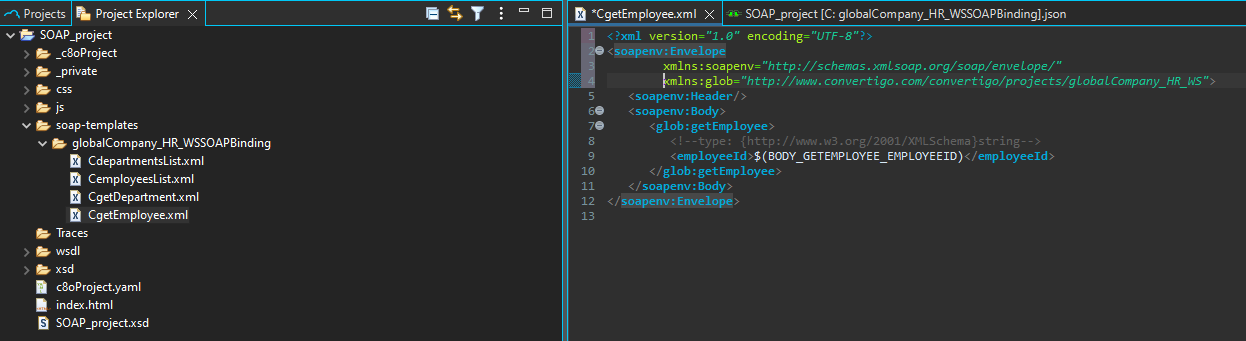 Projects Project Explorer
SOAP_project
_c8oProject
_private
css
js
soap-templates
globalCompany_HR_WSSOAPBinding
CdepartmentsList.xml
CemployeesList.xml
CgetDepartment.xml
CgetEmployee.xml
Traces
wsdl
xsd
c8oProject.yaml
index.html
SOAP_project.xsd
*CgetEmployee.xml SOAP_project [C: globalCompany_HR_WSSOAPBinding].json
1 <?xml version="1.0" encoding="UTF-8"?>
2 <soapenv:Envelope
3 xmlns:soapenv="http://schemas.xmlsoap.org/soap/envelope/"
4 xmlns:glob="http://www.convertigo.com/convertigo/projects/globalCompany_HR_WS">
5 <soapenv:Header/>
6 <soapenv:Body>
7 <glob:getEmployee>
8 <!--type: {http://www.w3.org/2001/XMLSchema}string-->
9 <employeeId>$(BODY_GETEMPLOYEE_EMPLOYEEID)</employeeId>
10 </glob:getEmployee>
11 </soapenv:Body>
12 </soapenv:Envelope>
13